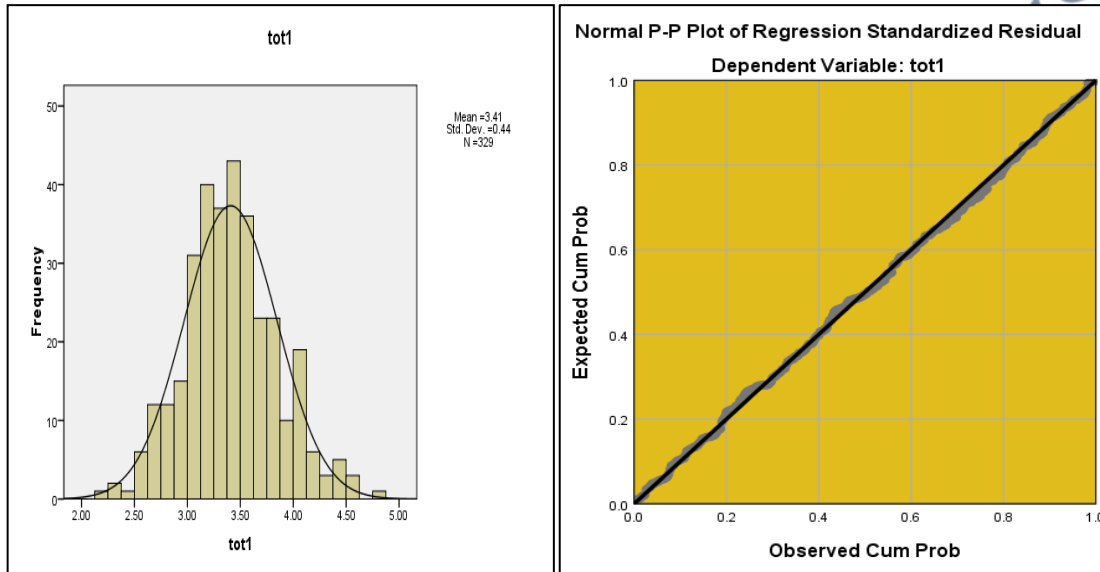 tot1
Mean =3.41
Std. Dev. =0.44
N =329
Frequency
50
40
30
20
10
0
2.00 2.50 3.00 3.50 4.00 4.50 5.00
tot1
Normal P-P Plot of Regression Standardized Residual
Dependent Variable: tot1
Expected Cum Prob
1.0
0.8
0.6
0.4
0.2
0.0
0.0 0.2 0.4 0.6 0.8 1.0
Observed Cum Prob